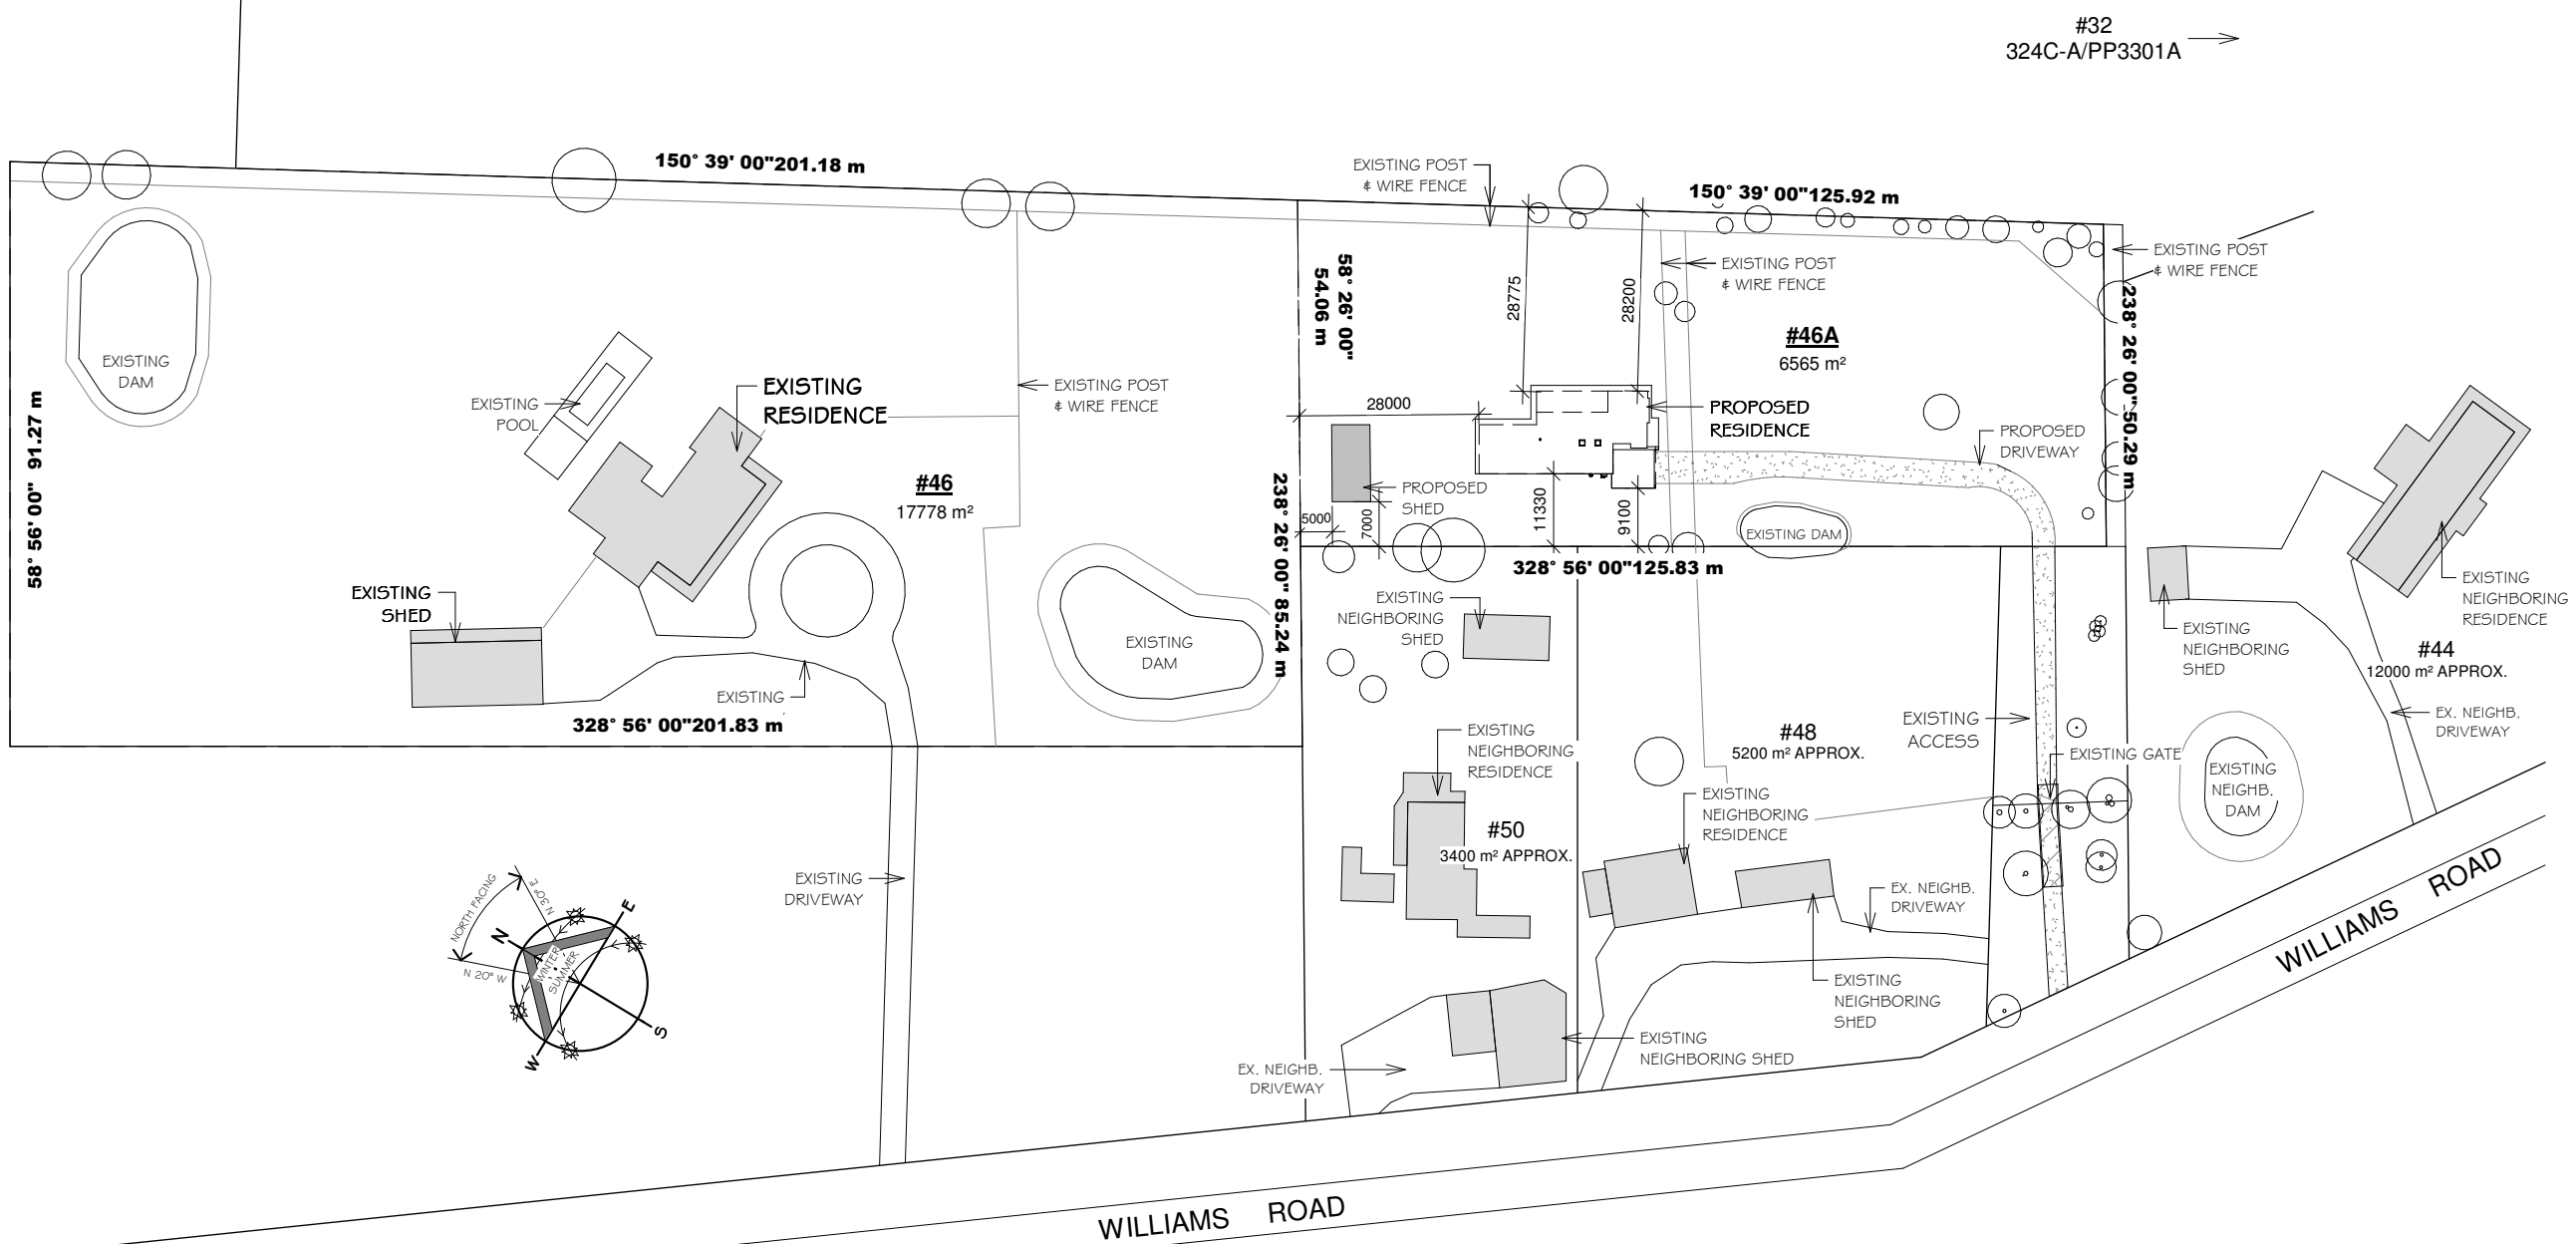 #32
324C-A/PP3301A
150° 39' 00"201.18 m
EXISTING POST
& WIRE FENCE
150° 39' 00"125.92 m
EXISTING POST
& WIRE FENCE
58° 26' 00"
54.06 m
28775
28200
EXISTING POST
& WIRE FENCE
238° 26' 00" 50.29 m
#46A
6565 m²
EXISTING
DAM
58° 56' 00" 91.27 m
EXISTING
POOL
EXISTING
RESIDENCE
EXISTING POST
& WIRE FENCE
28000
PROPOSED
RESIDENCE
PROPOSED
DRIVEWAY
#46
17778 m²
PROPOSED
SHED
5000
7000
11330
9100
EXISTING DAM
238° 26' 00" 85.24 m
328° 56' 00"125.83 m
EXISTING
SHED
EXISTING
NEIGHBORING
SHED
EXISTING
DAM
EXISTING
328° 56' 00"201.83 m
EXISTING
NEIGHBORING
RESIDENCE
EXISTING
NEIGHBORING
SHED
#44
12000 m² APPROX.
EX. NEIGHB.
DRIVEWAY
EXISTING
NEIGHBORING
RESIDENCE
#48
5200 m² APPROX.
EXISTING
ACCESS
EXISTING GATE
EXISTING
NEIGHB.
DAM
EXISTING
NEIGHBORING
RESIDENCE
#50
3400 m² APPROX.
EXISTING
DRIVEWAY
EX. NEIGHB.
DRIVEWAY
EXISTING
NEIGHBORING
SHED
EXISTING
NEIGHBORING SHED
EX. NEIGHB.
DRIVEWAY
NORTH FACING
N 30° E
N 20° W
N
E
S
W
WINTER
SUMMER
WILLIAMS ROAD
WILLIAMS ROAD